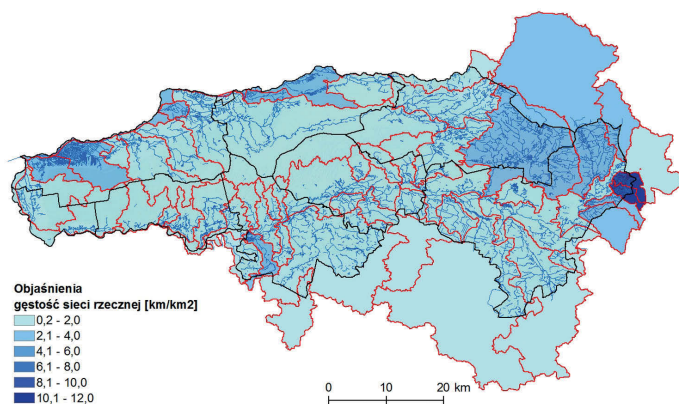 Objaśnienia
gęstość sieci rzecznej [km/km2]
0,2 - 2,0
2,1 - 4,0
4,1 - 6,0
6,1 - 8,0
8,1 - 10,0
10,1 - 12,0
0 10 20 km